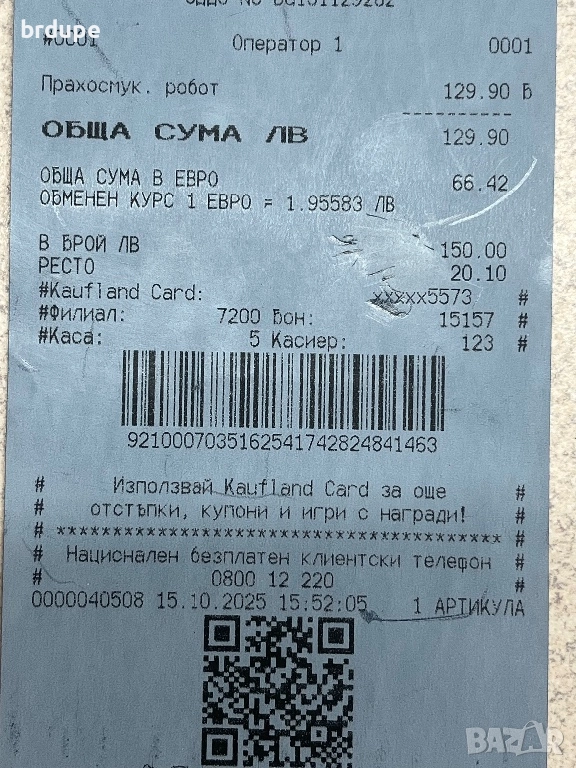 brdupe
#0001 Оператор 1 0001
Прахосмук. робот 129.90 Б
ОБЩА СУМА ЛВ 129.90
ОБЩА СУМА В ЕВРО 66.42
ОБМЕНЕН КУРС 1 ЕВРО = 1.95583 ЛВ
В БРОЙ ЛВ 150.00
РЕСТО 20.10
#Kaufland Card: xxxxx5573 #
#Филиал: 7200 Бон: 15157 #
#Каса: 5 Касиер: 123 #
9210007035162541742824841463
# Използвай Kaufland Card за още #
# отстъпки, купони и игри с награди! #
# **************************************** #
# Национален безплатен клиентски телефон #
# 0800 12 220 #
0000040508 15.10.2025 15:52:05 1 АРТИКУЛА
BAZAR